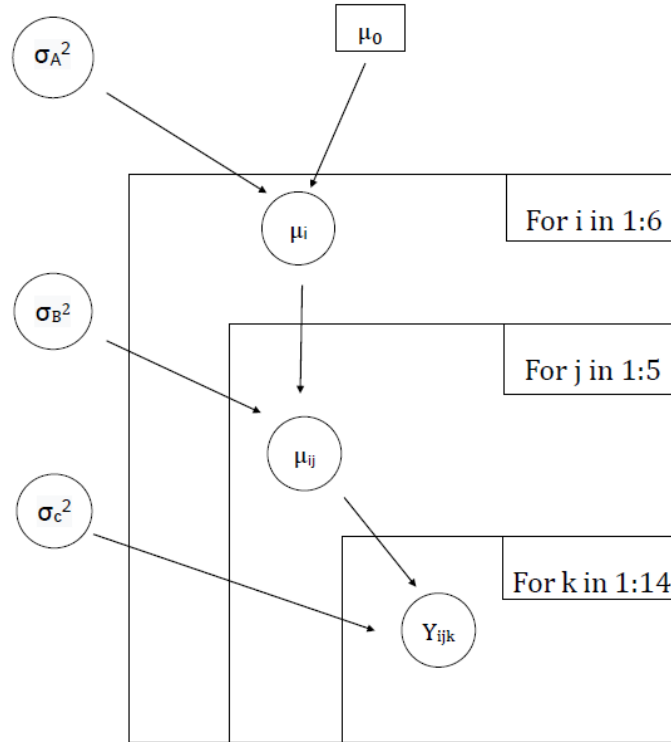 σA²
μ0
μi
For i in 1:6
σB²
For j in 1:5
μij
σc²
For k in 1:14
Yijk